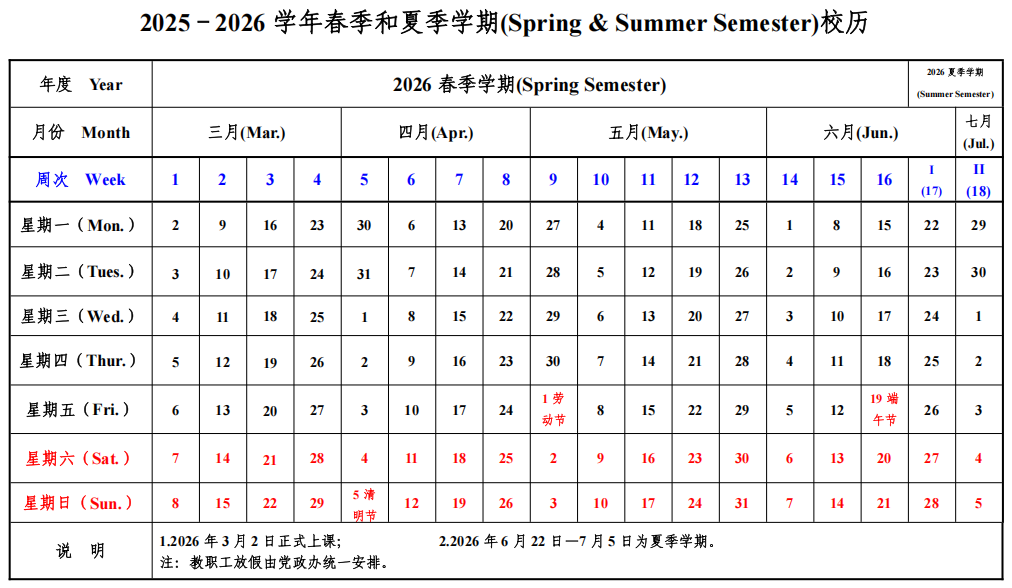 2025－2026 学年春季和夏季学期(Spring & Summer Semester)校历
年度 Year 2026 春季学期(Spring Semester) 2026 夏季学期 (Summer Semester)
月份 Month 三月(Mar.) 四月(Apr.) 五月(May.) 六月(Jun.) 七月 (Jul.)
周次 Week 1 2 3 4 5 6 7 8 9 10 11 12 13 14 15 16 I (17) II (18)
星期一（Mon.） 2 9 16 23 30 6 13 20 27 4 11 18 25 1 8 15 22 29
星期二（Tues.） 3 10 17 24 31 7 14 21 28 5 12 19 26 2 9 16 23 30
星期三（Wed.） 4 11 18 25 1 8 15 22 29 6 13 20 27 3 10 17 24 1
星期四（Thur.） 5 12 19 26 2 9 16 23 30 7 14 21 28 4 11 18 25 2
星期五（Fri.） 6 13 20 27 3 10 17 24 1 劳动节 8 15 22 29 5 12 19 端午节 26 3
星期六（Sat.） 7 14 21 28 4 11 18 25 2 9 16 23 30 6 13 20 27 4
星期日（Sun.） 8 15 22 29 5 清明节 12 19 26 3 10 17 24 31 7 14 21 28 5
说 明 1.2026 年 3 月 2 日正式上课； 2.2026 年 6 月 22 日—7 月 5 日为夏季学期。
注：教职工放假由党政办统一安排。